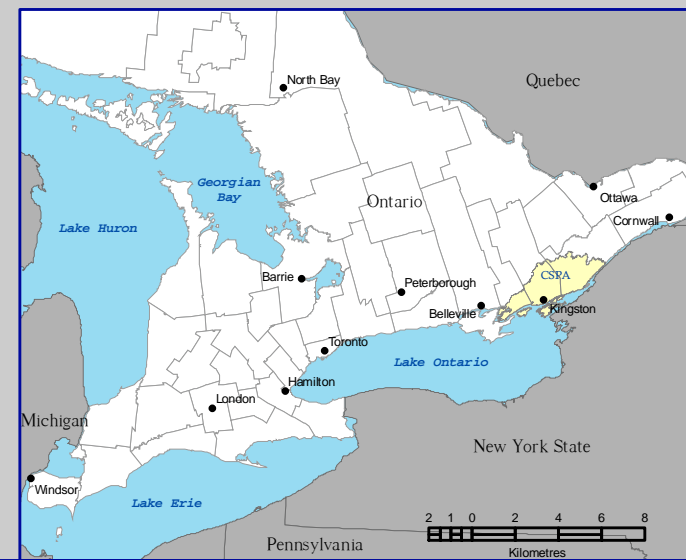 North Bay
Quebec
Georgian
Bay
Ottawa
Ontario
Cornwall
Lake Huron
Barrie
CSPA
Peterborough
Belleville
Kingston
Toronto
Lake Ontario
Hamilton
London
Michigan
New York State
Windsor
Lake Erie
2 1 0 2 4 6 8
Kilometres
Pennsylvania